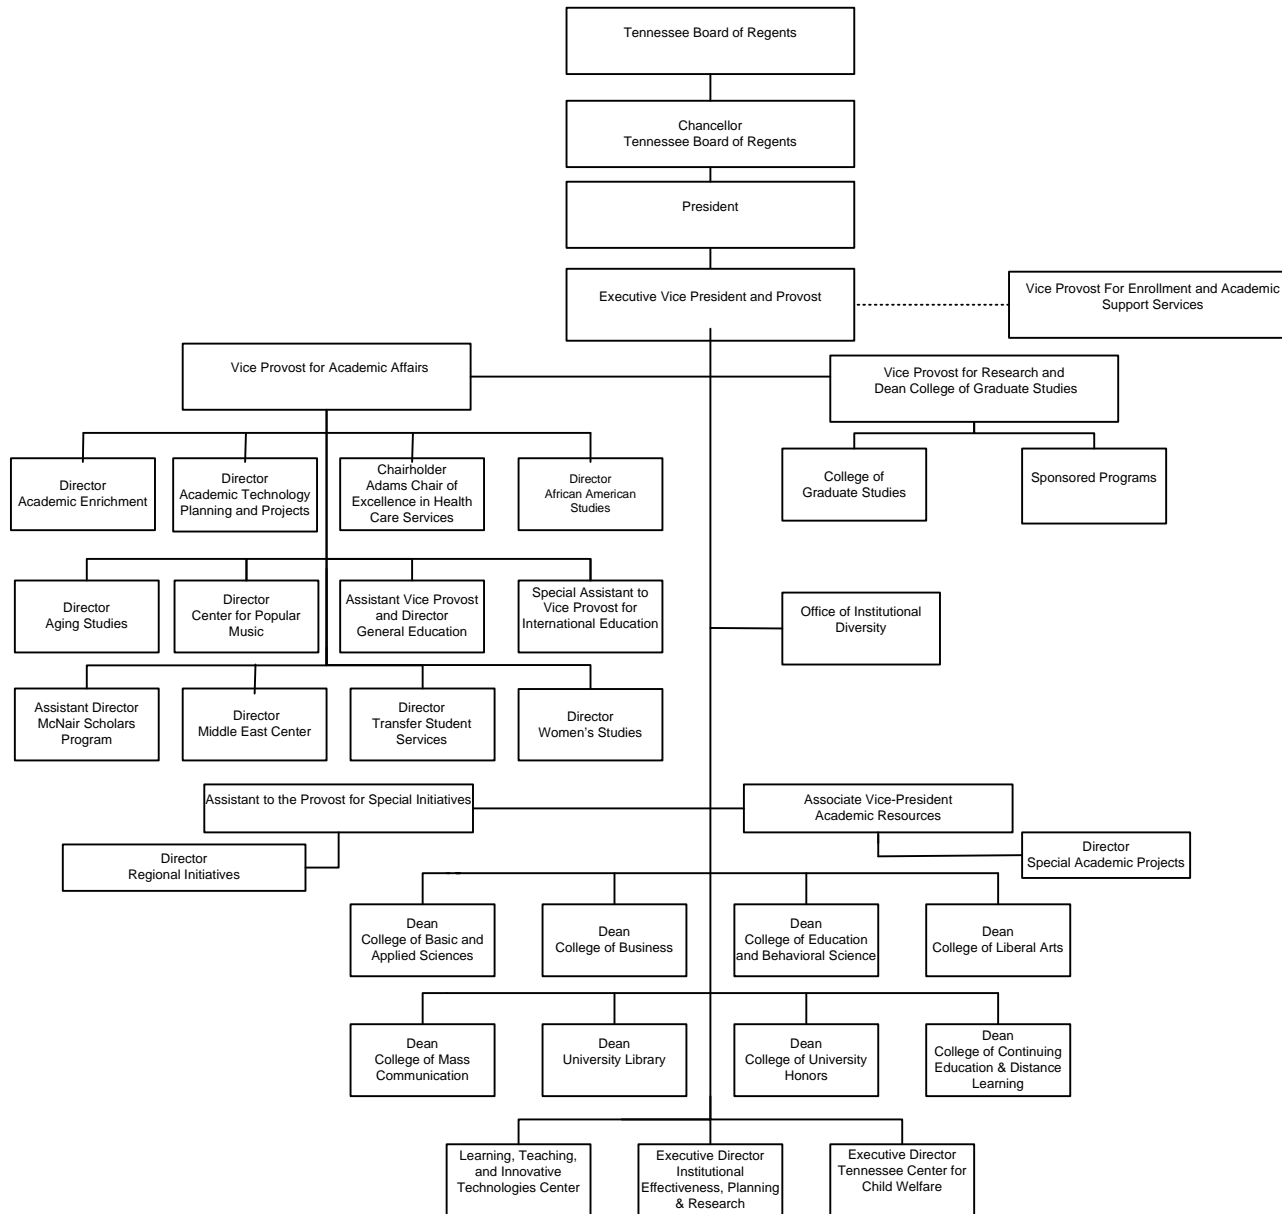 Tennessee Board of Regents
Chancellor
Tennessee Board of Regents
President
Executive Vice President and Provost
Vice Provost For Enrollment and Academic
Support Services
Vice Provost for Academic Affairs
Vice Provost for Research and
Dean College of Graduate Studies
Director
Academic Enrichment
Director
Academic Technology
Planning and Projects
Chairholder
Adams Chair of
Excellence in Health
Care Services
Director
African American
Studies
College of
Graduate Studies
Sponsored Programs
Director
Aging Studies
Director
Center for Popular
Music
Assistant Vice Provost
and Director
General Education
Special Assistant to
Vice Provost for
International Education
Office of Institutional
Diversity
Assistant Director
McNair Scholars
Program
Director
Middle East Center
Director
Transfer Student
Services
Director
Women's Studies
Assistant to the Provost for Special Initiatives
Associate Vice-President
Academic Resources
Director
Regional Initiatives
Director
Special Academic Projects
Dean
College of Basic and
Applied Sciences
Dean
College of Business
Dean
College of Education
and Behavioral Science
Dean
College of Liberal Arts
Dean
College of Mass
Communication
Dean
University Library
Dean
College of University
Honors
Dean
College of Continuing
Education & Distance
Learning
Learning, Teaching,
and Innovative
Technologies Center
Executive Director
Institutional
Effectiveness, Planning
& Research
Executive Director
Tennessee Center for
Child Welfare